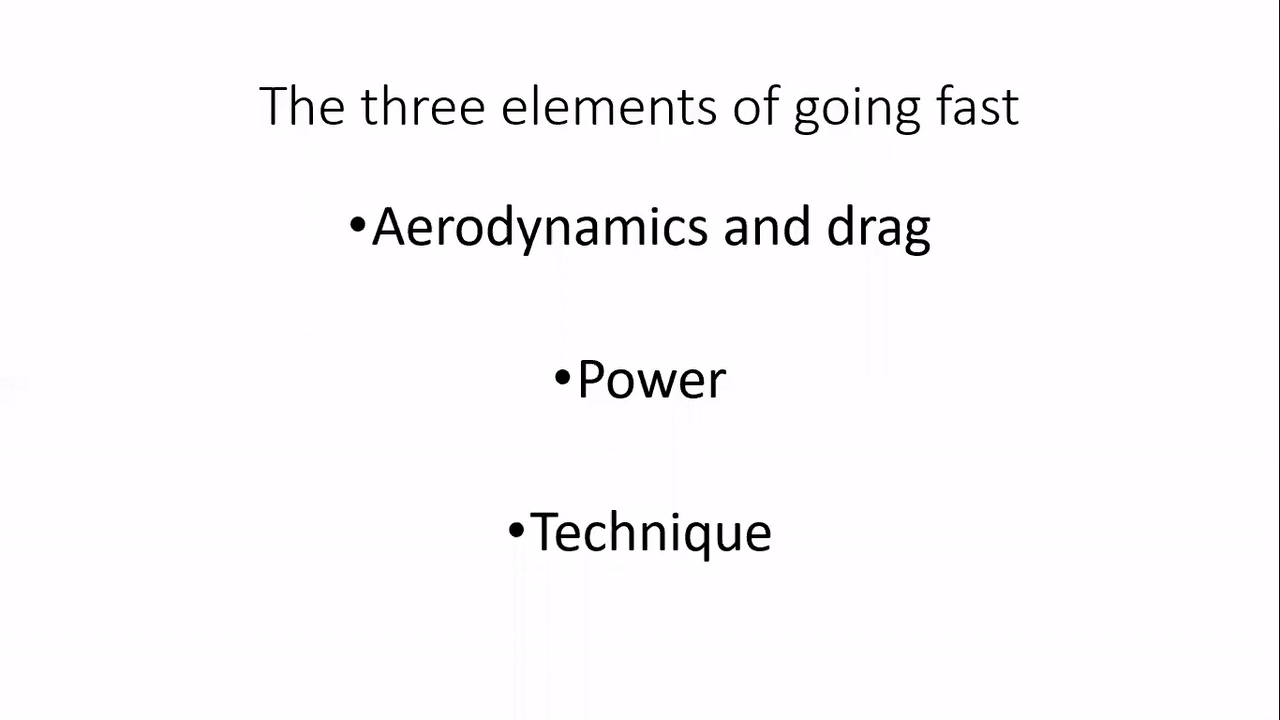 The three elements of going fast
•Aerodynamics and drag
•Power
•Technique